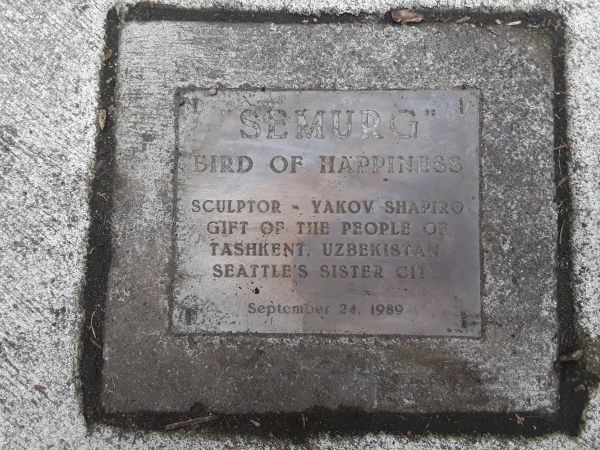 "SEMURG"
BIRD OF HAPPINESS
SCULPTOR - YAKOV SHAPIRO
GIFT OF THE PEOPLE OF
TASHKENT, UZBEKISTAN,
SEATTLE'S SISTER CITY
September 24, 1989